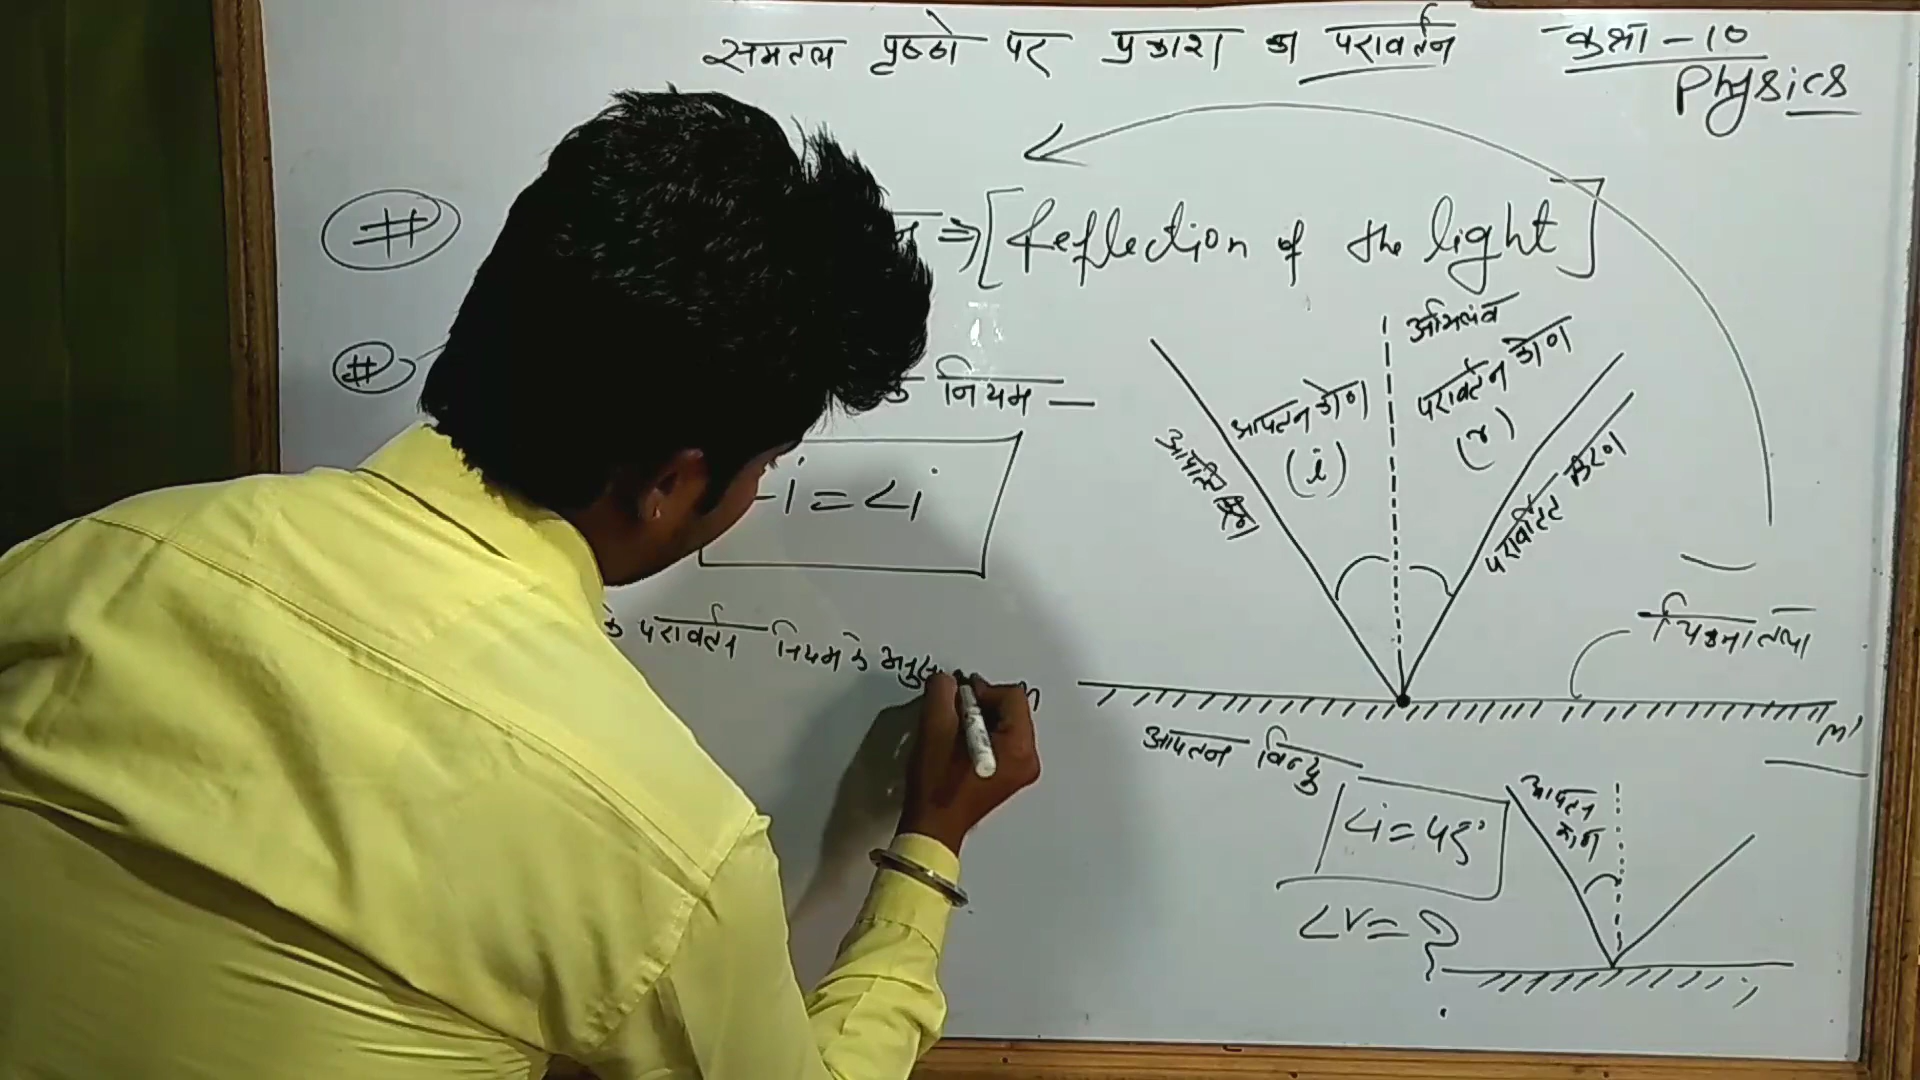 समतल पृष्ठो पर प्रकाश का परावर्तन
कक्षा - 10
Physics
#
न ⇒ [Reflection of the light]
#
के नियम —
i = ∠i
के परावर्तन नियम के
अभिलंब
आपतन कोण
(i)
परावर्तन कोण
(r)
आपतित
परावर्तित किरण
चिकना तल
m'
आपतन बिन्दु
∠i = 45°
∠r = ?
आपतन
कोण